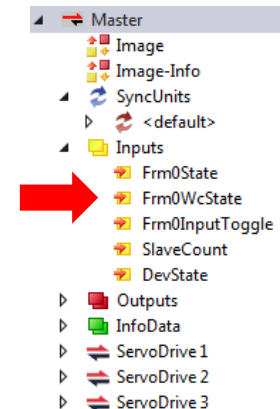 Master
Image
Image-Info
SyncUnits
<default>
Inputs
Frm0State
Frm0WcState
Frm0InputToggle
SlaveCount
DevState
Outputs
InfoData
ServoDrive 1
ServoDrive 2
ServoDrive 3